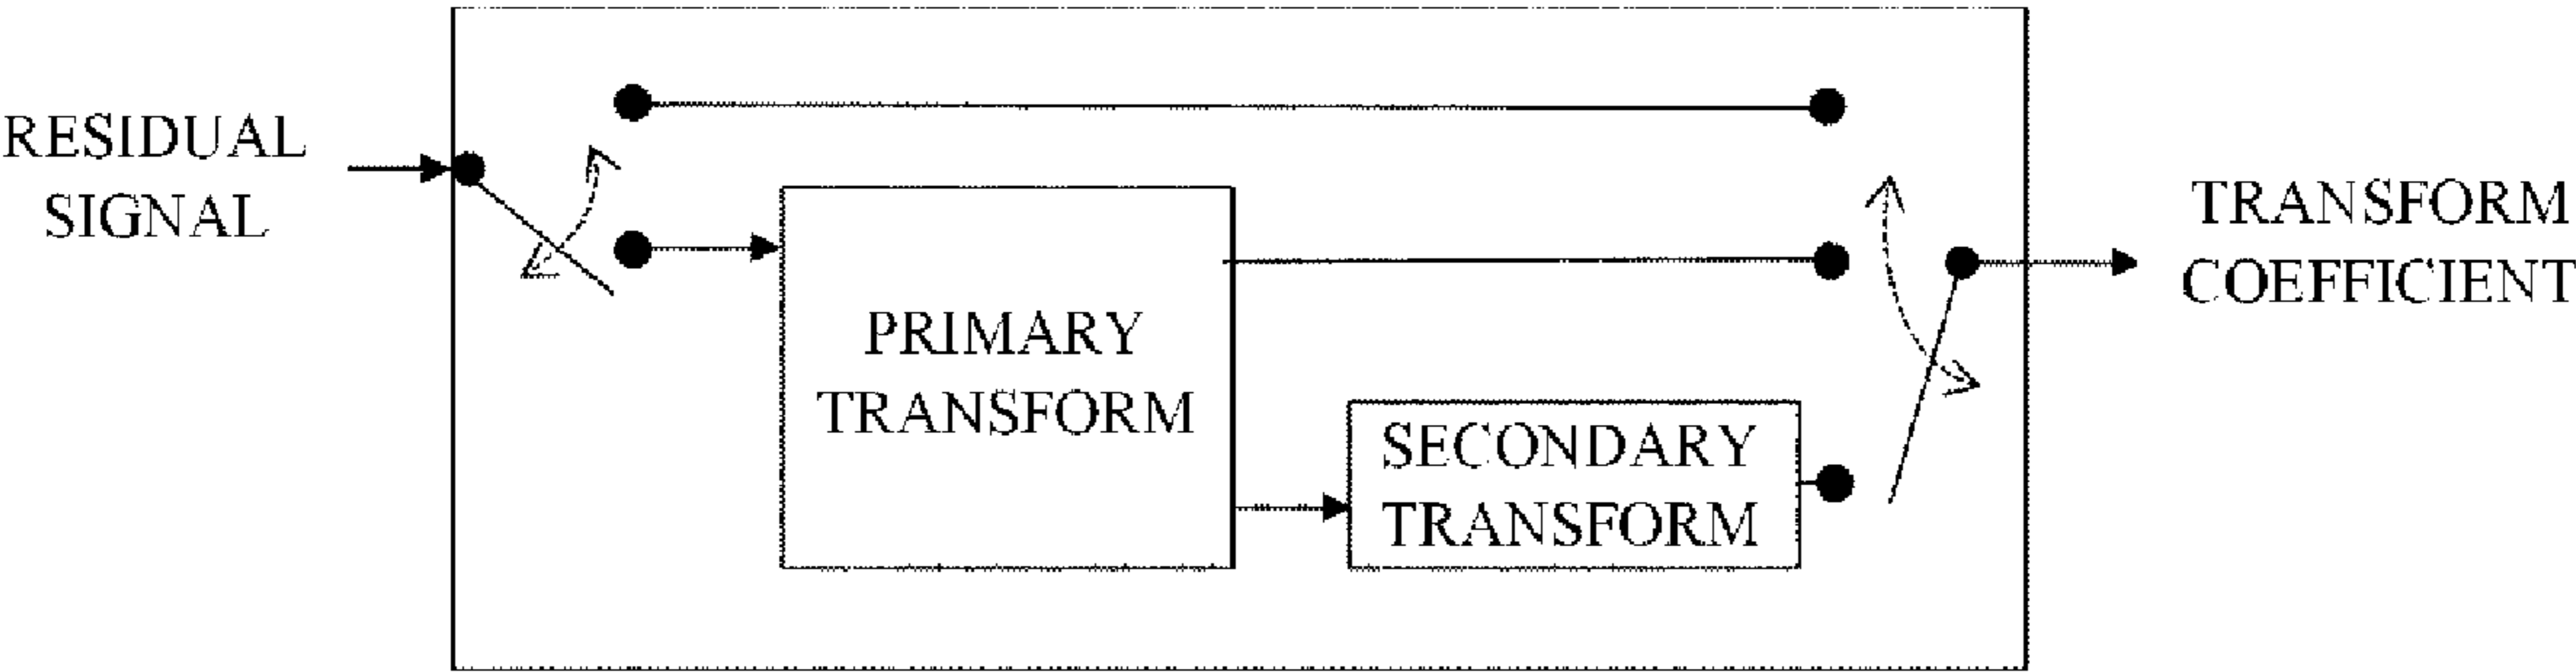 RESIDUAL
SIGNAL
PRIMARY
TRANSFORM
SECONDARY
TRANSFORM
TRANSFORM
COEFFICIENT